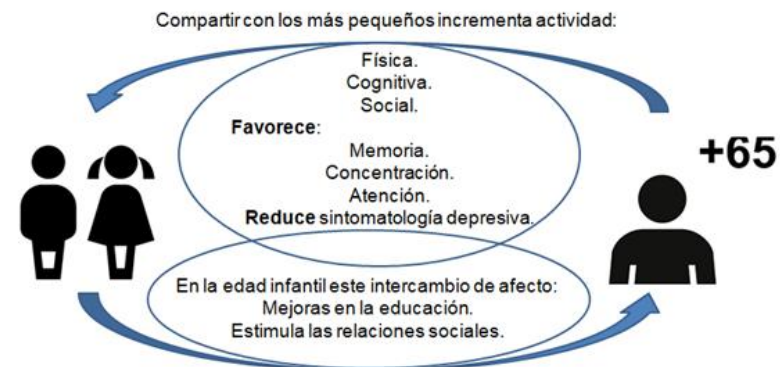 Compartir con los más pequeños incrementa actividad:
Física.
Cognitiva.
Social.
Favorece:
Memoria.
Concentración.
Atención.
Reduce sintomatología depresiva.
+65
En la edad infantil este intercambio de afecto:
Mejoras en la educación.
Estimula las relaciones sociales.